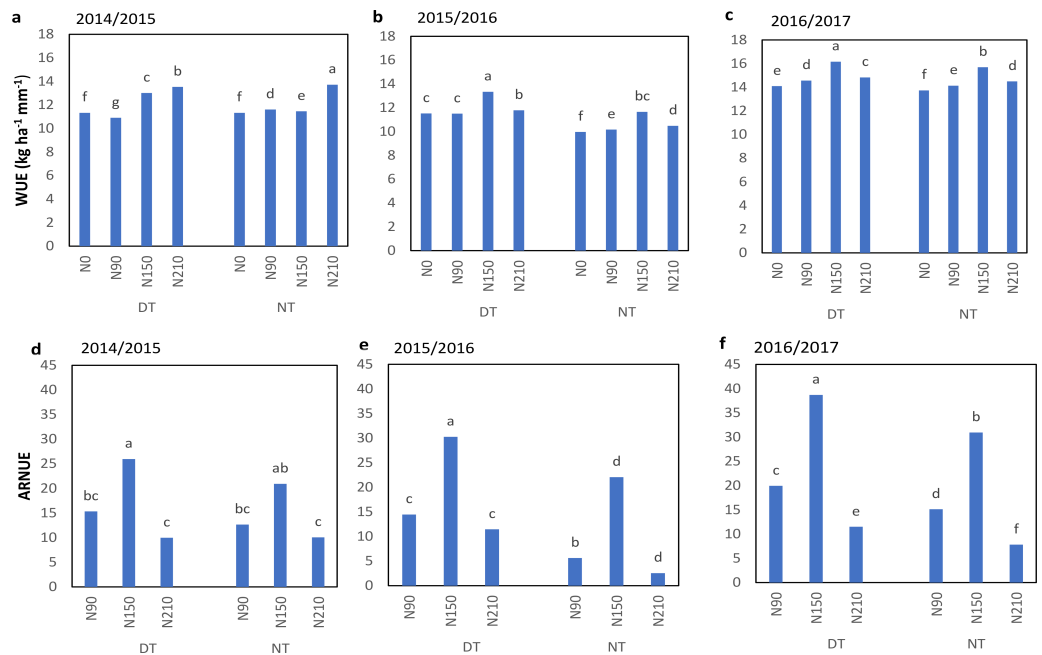 a 2014/2015
WUE (kg ha⁻¹ mm⁻¹)
18
16
14
12
10
8
6
4
2
0
f g c b f d e a
N0 N90 N150 N210 N0 N90 N150 N210
DT NT
b 2015/2016
18
16
14
12
10
8
6
4
2
0
c c a b f e bc d
N0 N90 N150 N210 N0 N90 N150 N210
DT NT
c 2016/2017
18
16
14
12
10
8
6
4
2
0
e d a c f e b d
N0 N90 N150 N210 N0 N90 N150 N210
DT NT
d 2014/2015
ARNUE
45
40
35
30
25
20
15
10
5
0
bc a c bc ab c
N90 N150 N210 N90 N150 N210
DT NT
e 2015/2016
45
40
35
30
25
20
15
10
5
0
c a c b d d
N90 N150 N210 N90 N150 N210
DT NT
f 2016/2017
45
40
35
30
25
20
15
10
5
0
c a e d b f
N90 N150 N210 N90 N150 N210
DT NT